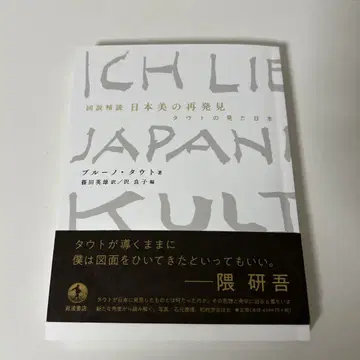 ICH LIE
図説精読 日本美の再発見
タウトの見た日本
JAPANI
ブルーノ・タウト 著
篠田英雄 訳/沢 良子 編
KULT
タウトが導くままに
僕は図面をひいてきたといってもいい。
——隈 研吾
岩波書店